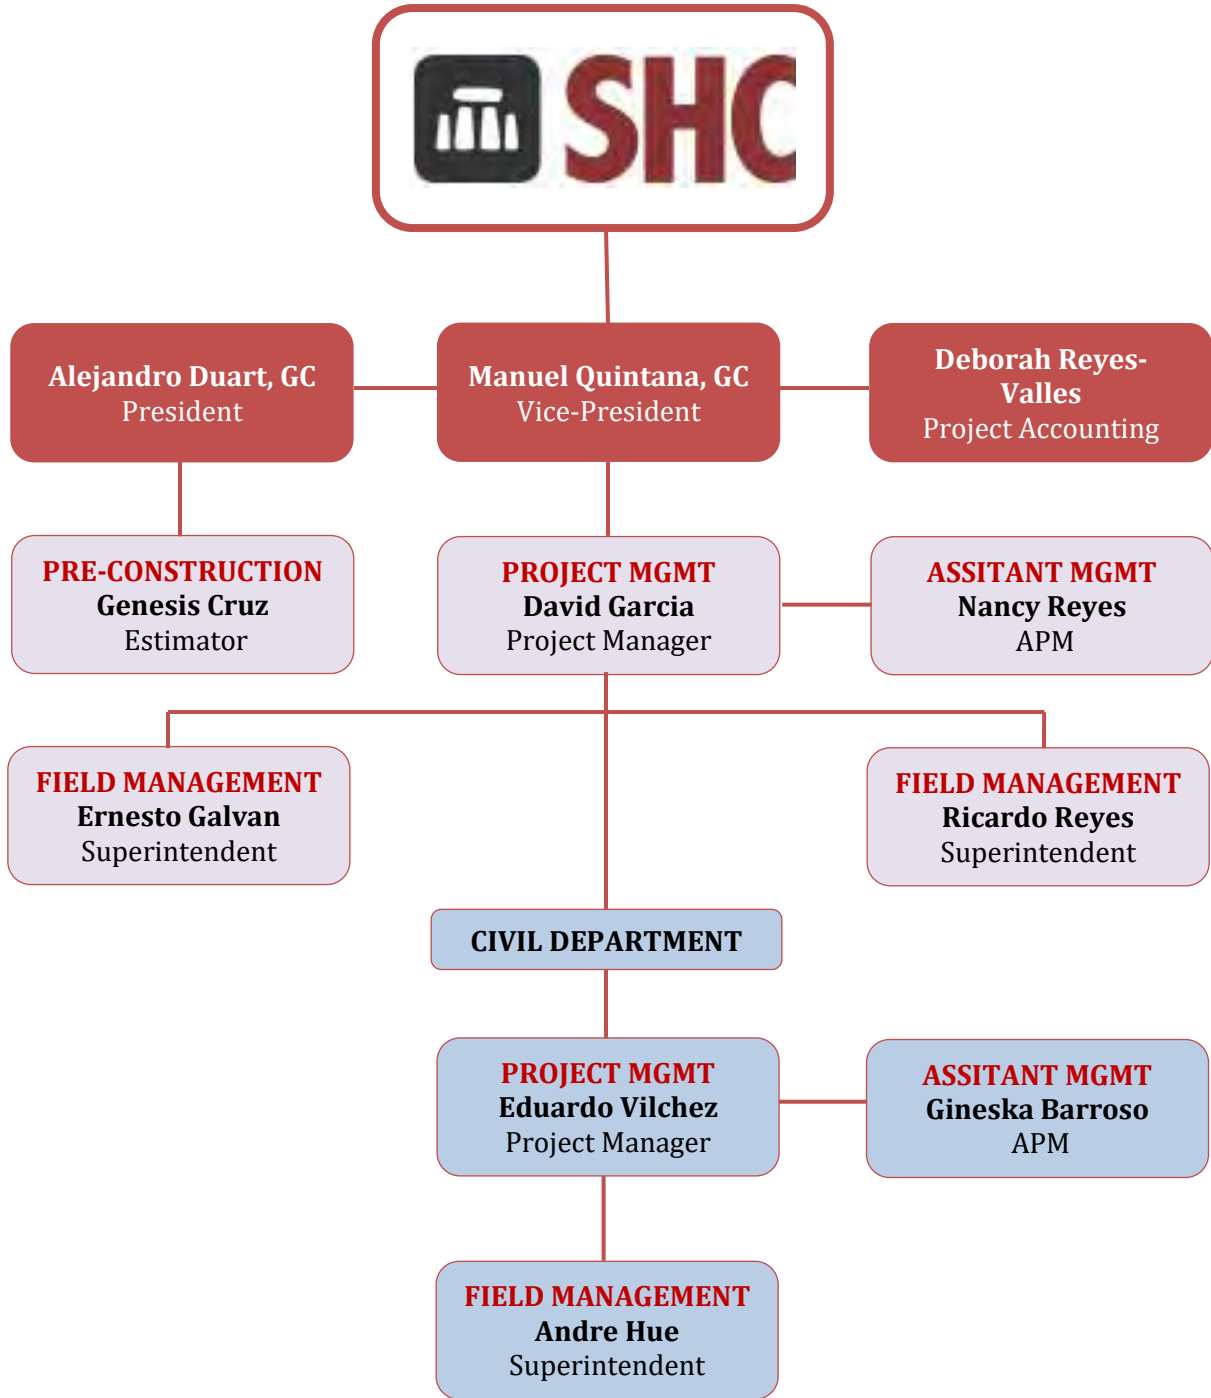 SHC
Alejandro Duart, GC
President
Manuel Quintana, GC
Vice-President
Deborah Reyes-
Valles
Project Accounting
PRE-CONSTRUCTION
Genesis Cruz
Estimator
PROJECT MGMT
David Garcia
Project Manager
ASSITANT MGMT
Nancy Reyes
APM
FIELD MANAGEMENT
Ernesto Galvan
Superintendent
FIELD MANAGEMENT
Ricardo Reyes
Superintendent
CIVIL DEPARTMENT
PROJECT MGMT
Eduardo Vilchez
Project Manager
ASSITANT MGMT
Gineska Barroso
APM
FIELD MANAGEMENT
Andre Hue
Superintendent